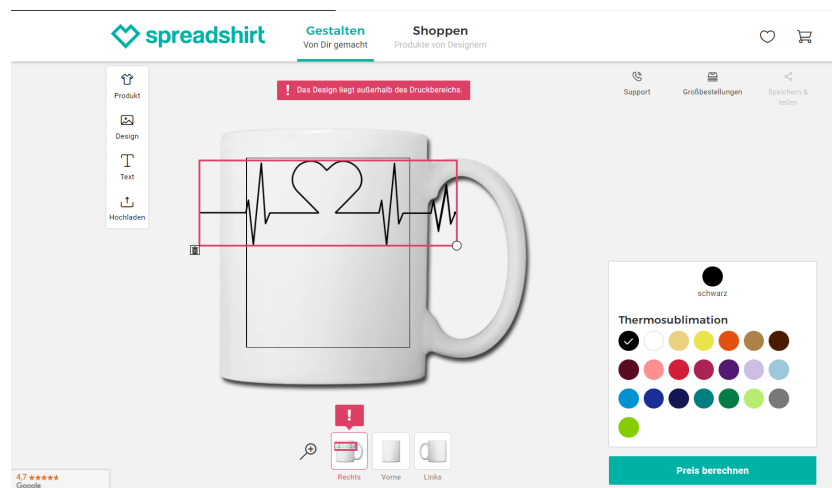 spreadshirt
Gestalten
Von Dir gemacht
Shoppen
Produkte von Designern
Produkt
Design
Text
Hochladen
! Das Design liegt außerhalb des Druckbereichs.
Support
Großbestellungen
Speichern &
teilen
schwarz
Thermosublimation
!
Rechts
Vorne
Links
Preis berechnen
4,7 ★★★★★
Google